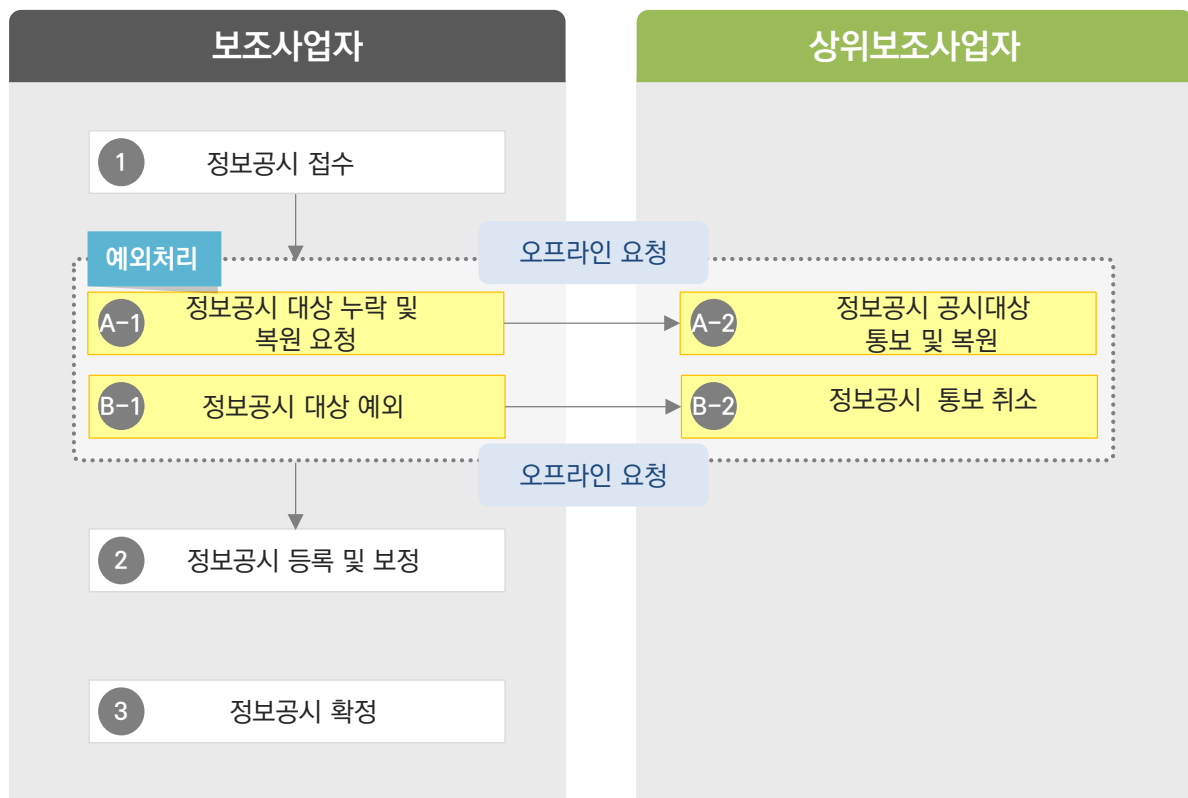 보조사업자
상위보조사업자
1
정보공시 접수
예외처리
오프라인 요청
A-1
정보공시 대상 누락 및
복원 요청
A-2
정보공시 공시대상
통보 및 복원
B-1
정보공시 대상 예외
B-2
정보공시 통보 취소
오프라인 요청
2
정보공시 등록 및 보정
3
정보공시 확정